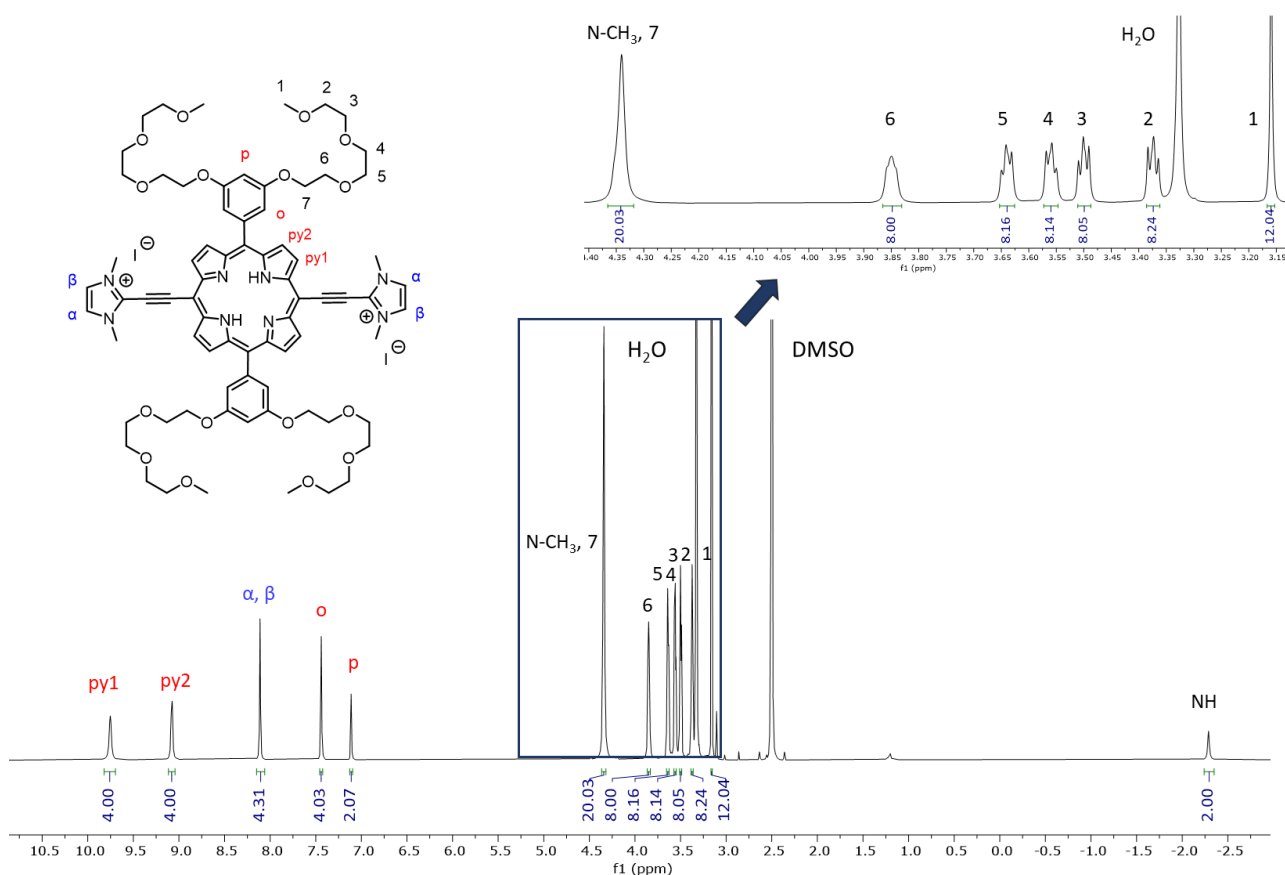 N-CH3, 7
H2O
6
5
4
3
2
1
20.03
8.00
8.16
8.14
8.05
8.24
12.04
4.40
4.35
4.30
4.25
4.20
4.15
4.10
4.05
4.00
3.95
3.90
3.85
3.80
3.75
3.70
3.65
3.60
3.55
3.50
3.45
3.40
3.35
3.30
3.25
3.20
3.15
f1 (ppm)
1
2
3
O
O
p
O
O
4
6
5
O
O
O
O
7
o
py2
py1
I⊖
N
HN
β
N
⊕
N
α
α
N
β
N
⊕
NH
N
I⊖
O
O
O
O
O
O
O
O
H2O
DMSO
N-CH3, 7
3
2
1
5
4
6
α, β
o
p
py1
py2
NH
4.00
4.00
4.31
4.03
2.07
20.03
8.00
8.16
8.14
8.05
8.24
12.04
2.00
10.5
10.0
9.5
9.0
8.5
8.0
7.5
7.0
6.5
6.0
5.5
5.0
4.5
4.0
3.5
3.0
2.5
2.0
1.5
1.0
0.5
0.0
-0.5
-1.0
-1.5
-2.0
-2.5
f1 (ppm)